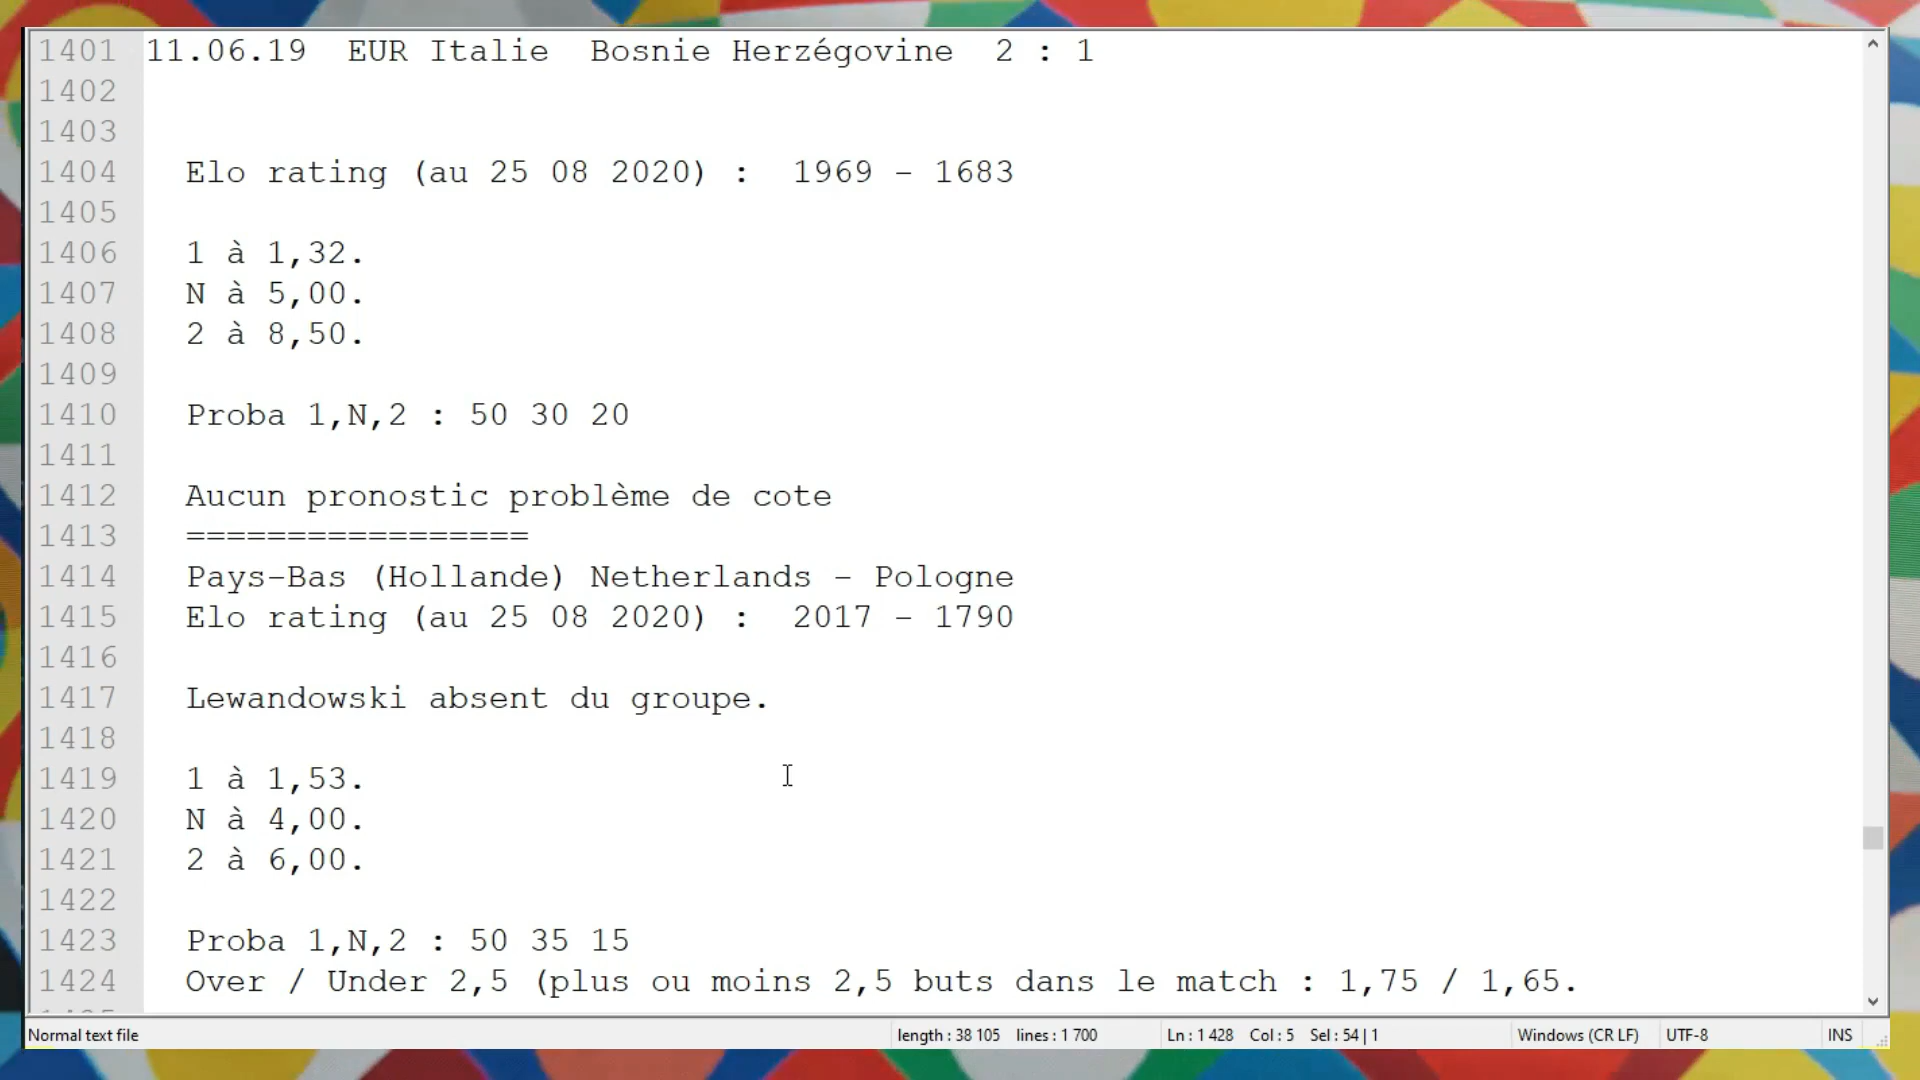 1401 11.06.19 EUR Italie Bosnie Herzégovine 2 : 1
1402
1403
1404 Elo rating (au 25 08 2020) : 1969 - 1683
1405
1406 1 à 1,32.
1407 N à 5,00.
1408 2 à 8,50.
1409
1410 Proba 1,N,2 : 50 30 20
1411
1412 Aucun pronostic problème de cote
1413 =================
1414 Pays-Bas (Hollande) Netherlands - Pologne
1415 Elo rating (au 25 08 2020) : 2017 - 1790
1416
1417 Lewandowski absent du groupe.
1418
1419 1 à 1,53.
1420 N à 4,00.
1421 2 à 6,00.
1422
1423 Proba 1,N,2 : 50 35 15
1424 Over / Under 2,5 (plus ou moins 2,5 buts dans le match : 1,75 / 1,65.
Normal text file length : 38 105 lines : 1 700 Ln : 1 428 Col : 5 Sel : 54 | 1 Windows (CR LF) UTF-8 INS